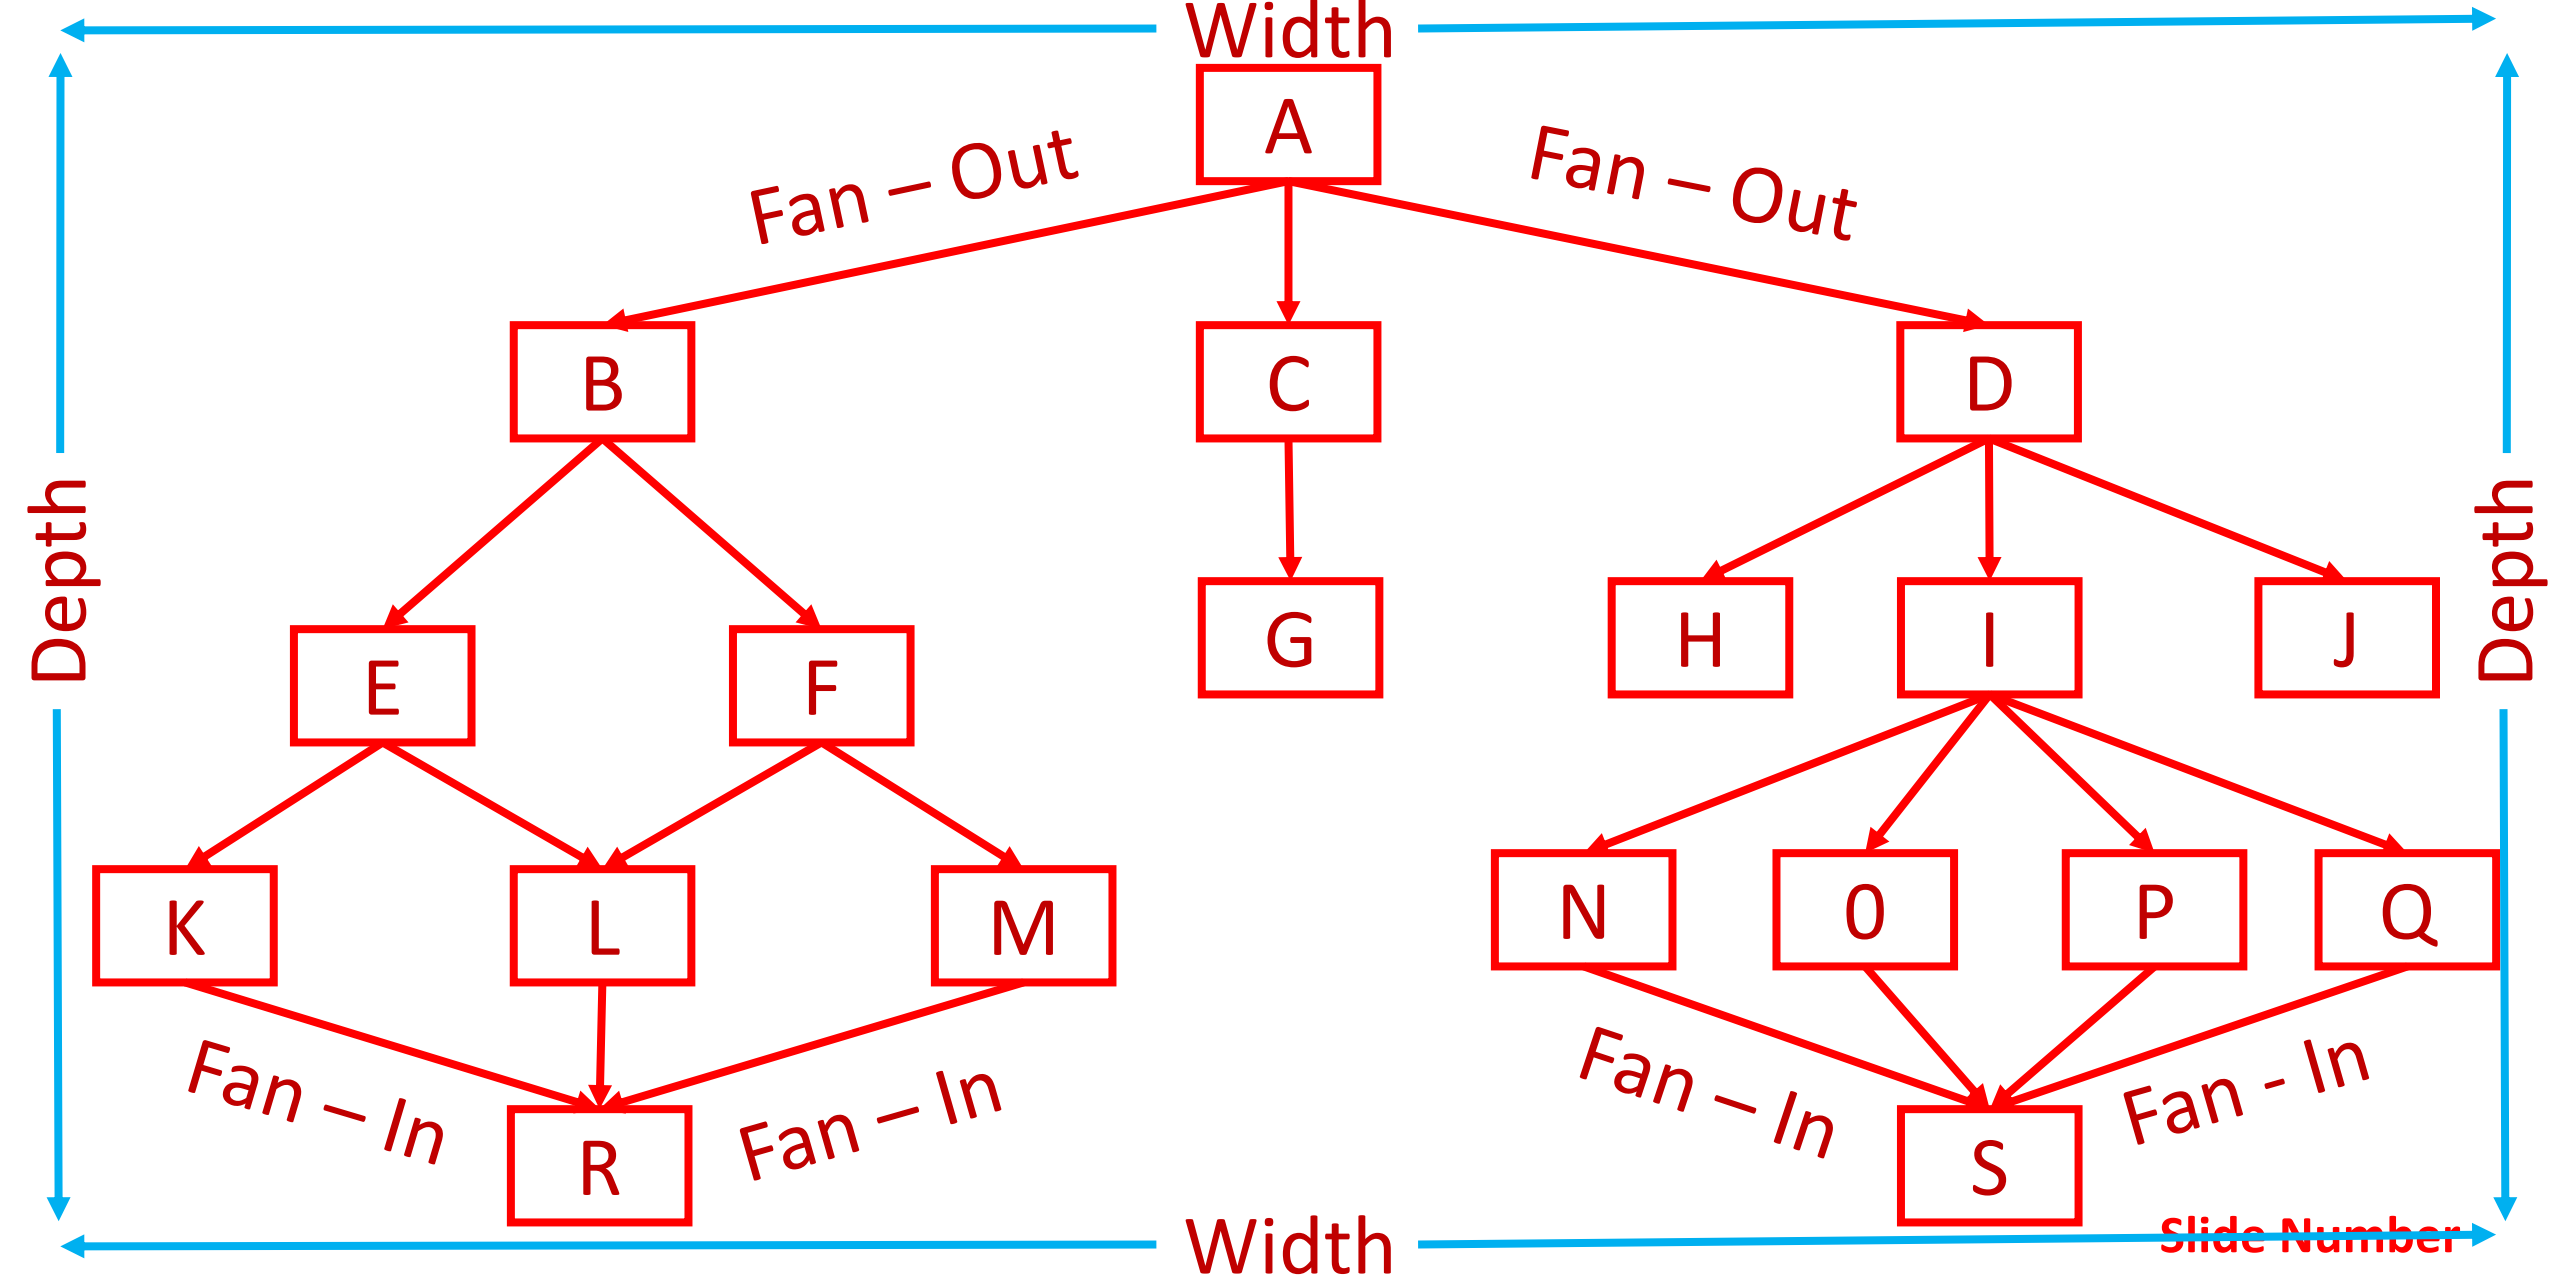 Width
A
Fan – Out
Fan – Out
B
C
D
Depth
Depth
E
F
G
H
I
J
K
L
M
N
0
P
Q
Fan – In
Fan – In
Fan – In
Fan - In
R
S
Width
Slide Number